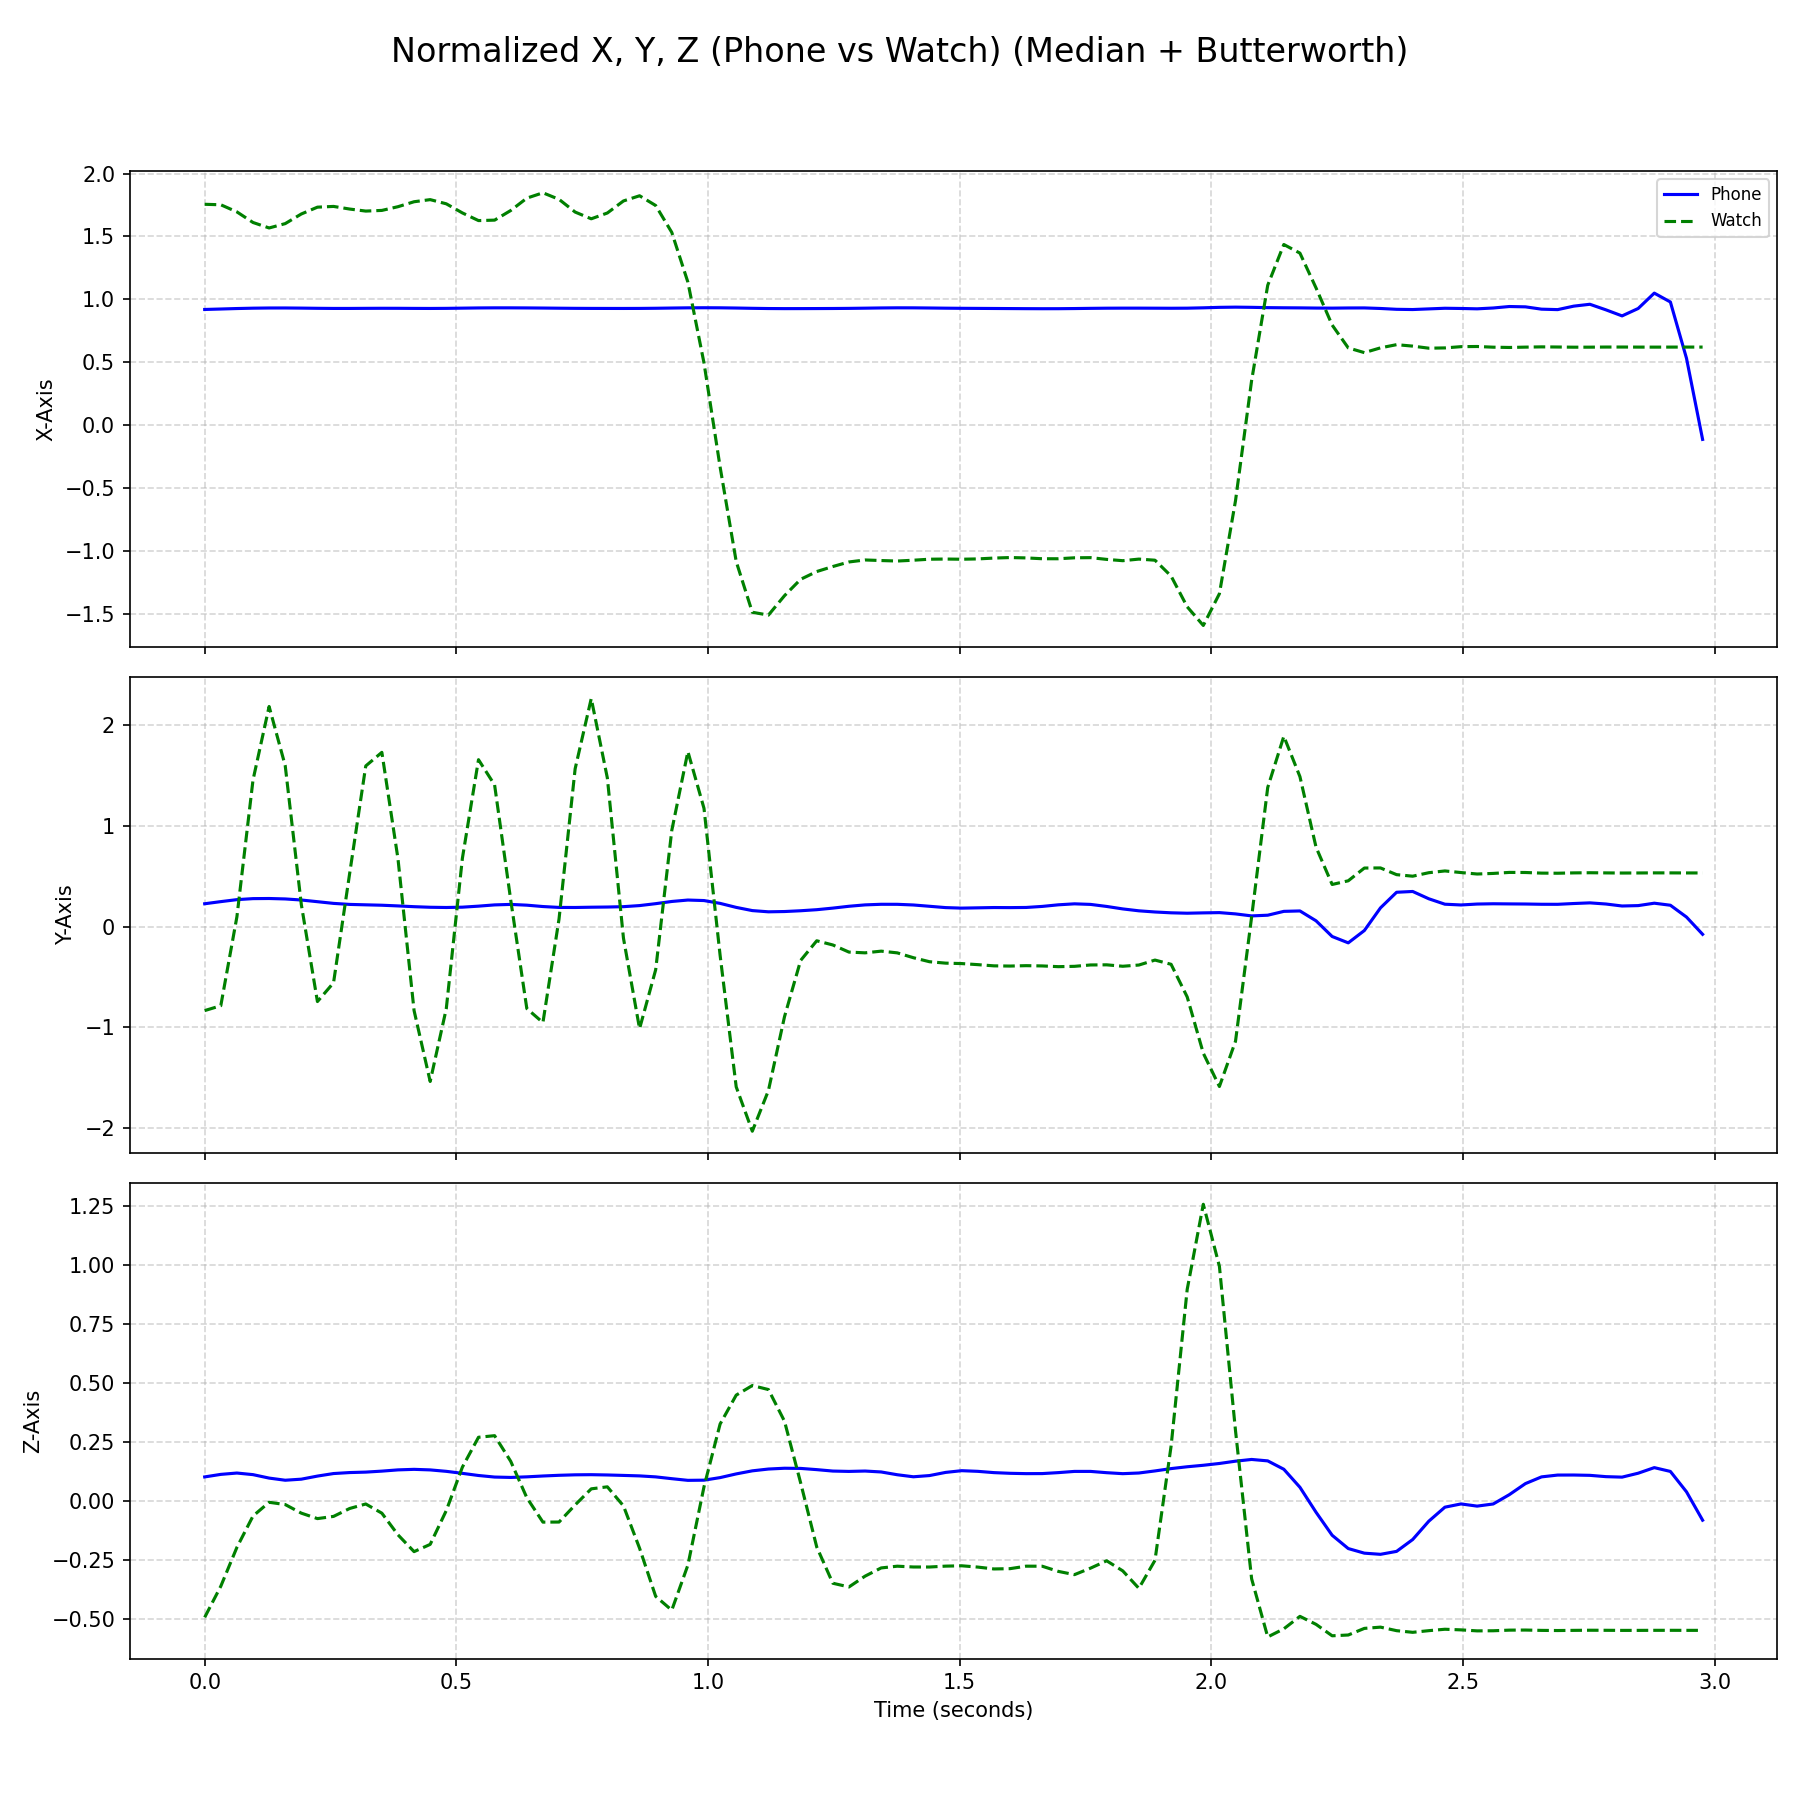 Normalized X, Y, Z (Phone vs Watch) (Median + Butterworth)
Phone
Watch
X-Axis
2.0
1.5
1.0
0.5
0.0
−0.5
−1.0
−1.5
Y-Axis
2
1
0
−1
−2
Z-Axis
1.25
1.00
0.75
0.50
0.25
0.00
−0.25
−0.50
0.0 0.5 1.0 1.5 2.0 2.5 3.0
Time (seconds)